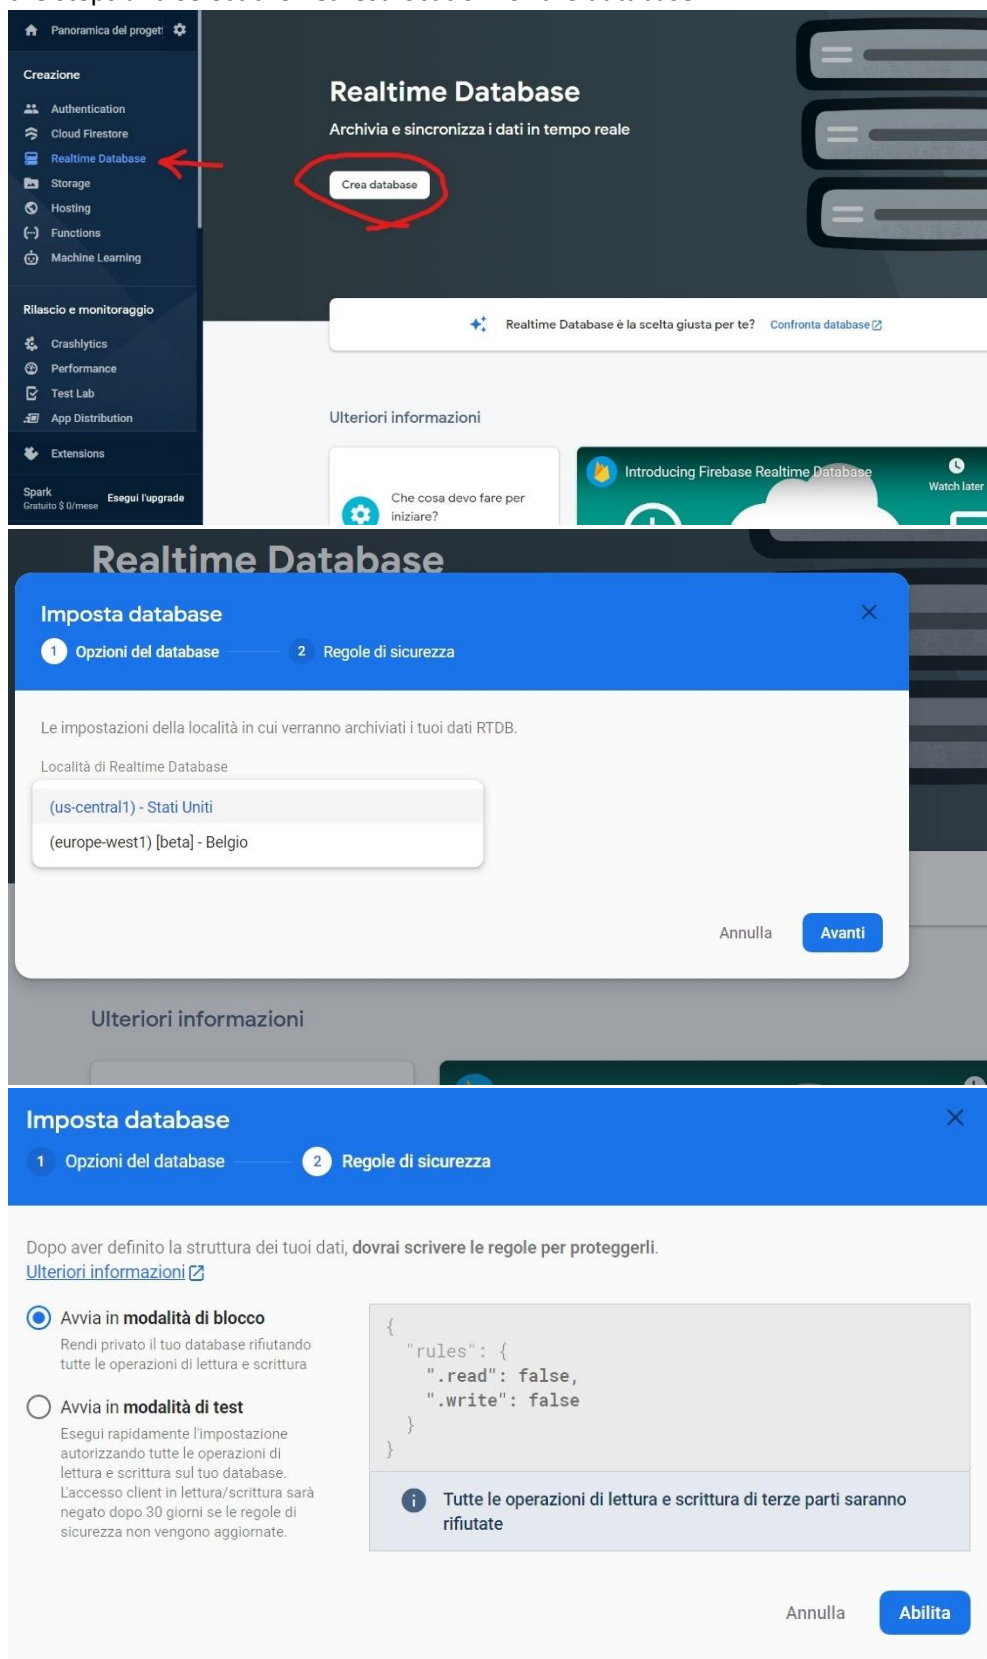 Panoramica del proget
Creazione
Authentication
Cloud Firestore
Realtime Database
Storage
Hosting
Functions
Machine Learning
Rilascio e monitoraggio
Crashlytics
Performance
Test Lab
App Distribution
Extensions
Spark
Gratuito $ 0/mese
Esegui l'upgrade
Realtime Database
Archivia e sincronizza i dati in tempo reale
Crea database
Realtime Database è la scelta giusta per te? Confronta database
Ulteriori informazioni
Che cosa devo fare per
iniziare?
Introducing Firebase Realtime Database
Watch later
Realtime Database
Imposta database
1 Opzioni del database 2 Regole di sicurezza
Le impostazioni della località in cui verranno archiviati i tuoi dati RTDB.
Località di Realtime Database
(us-central1) - Stati Uniti
(europe-west1) [beta] - Belgio
Annulla Avanti
Ulteriori informazioni
Imposta database
1 Opzioni del database 2 Regole di sicurezza
Dopo aver definito la struttura dei tuoi dati, dovrai scrivere le regole per proteggerli.
Ulteriori informazioni
Avvia in modalità di blocco
Rendi privato il tuo database rifiutando
tutte le operazioni di lettura e scrittura
Avvia in modalità di test
Esegui rapidamente l'impostazione
autorizzando tutte le operazioni di
lettura e scrittura sul tuo database.
L'accesso client in lettura/scrittura sarà
negato dopo 30 giorni se le regole di
sicurezza non vengono aggiornate.
{
"rules": {
".read": false,
".write": false
}
}
Tutte le operazioni di lettura e scrittura di terze parti saranno
rifiutate
Annulla Abilita